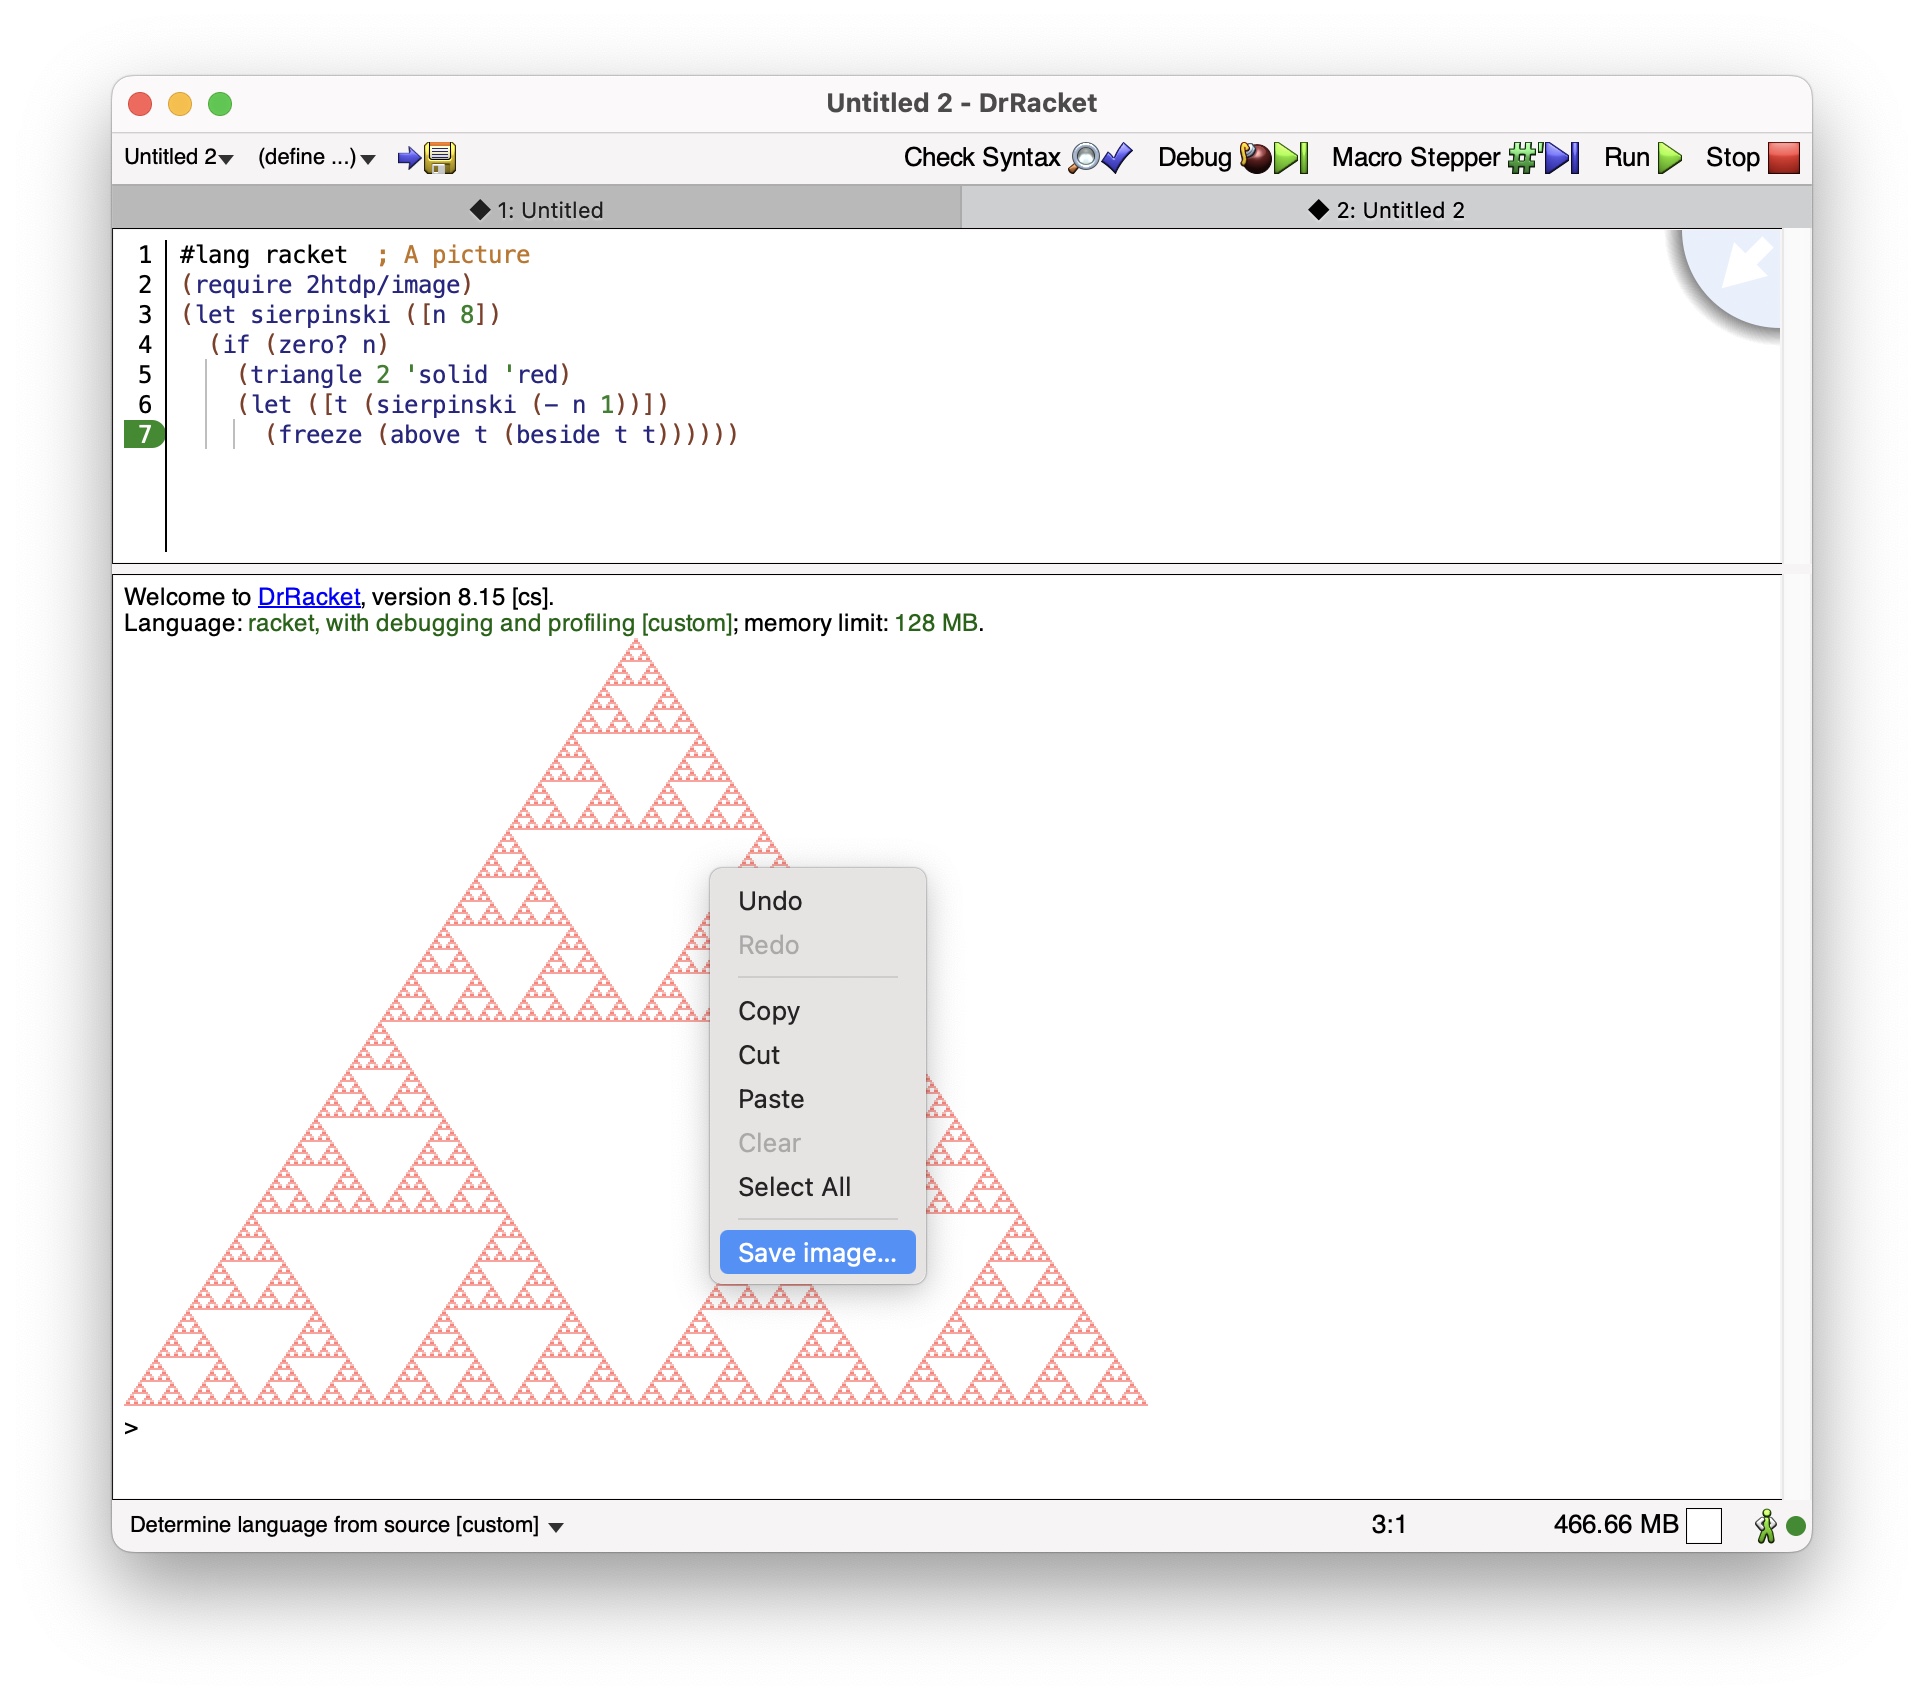 Untitled 2 - DrRacket
Untitled 2 (define ...) Check Syntax Debug Macro Stepper #' Run Stop
1: Untitled 2: Untitled 2
1 #lang racket  ; A picture
2 (require 2htdp/image)
3 (let sierpinski ([n 8])
4   (if (zero? n)
5     (triangle 2 'solid 'red)
6     (let ([t (sierpinski (- n 1))])
7       (freeze (above t (beside t t))))))
Welcome to DrRacket, version 8.15 [cs].
Language: racket, with debugging and profiling [custom]; memory limit: 128 MB.
Undo
Redo
Copy
Cut
Paste
Clear
Select All
Save image...
>
Determine language from source [custom] 3:1 466.66 MB